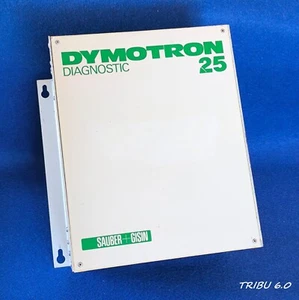 DYMOTRON
DIAGNOSTIC 25
SAUBER+GISIN
TRIBU 6.0